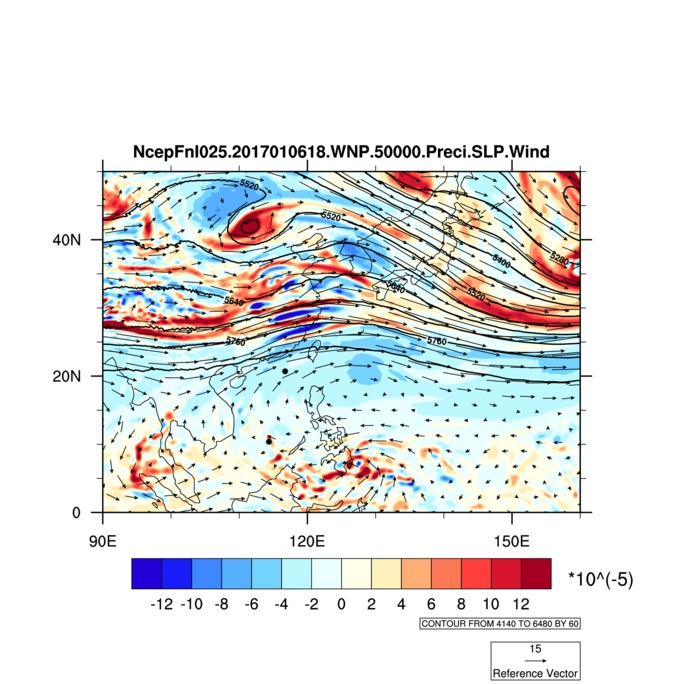 NcepFnl025.2017010618.WNP.50000.Preci.SLP.Wind
5520
5520
40N
5280
5400
5640
5640
5520
5760
5760
20N
0
90E 120E 150E
*10^(-5)
-12 -10 -8 -6 -4 -2 0 2 4 6 8 10 12
CONTOUR FROM 4140 TO 6480 BY 60
15
Reference Vector